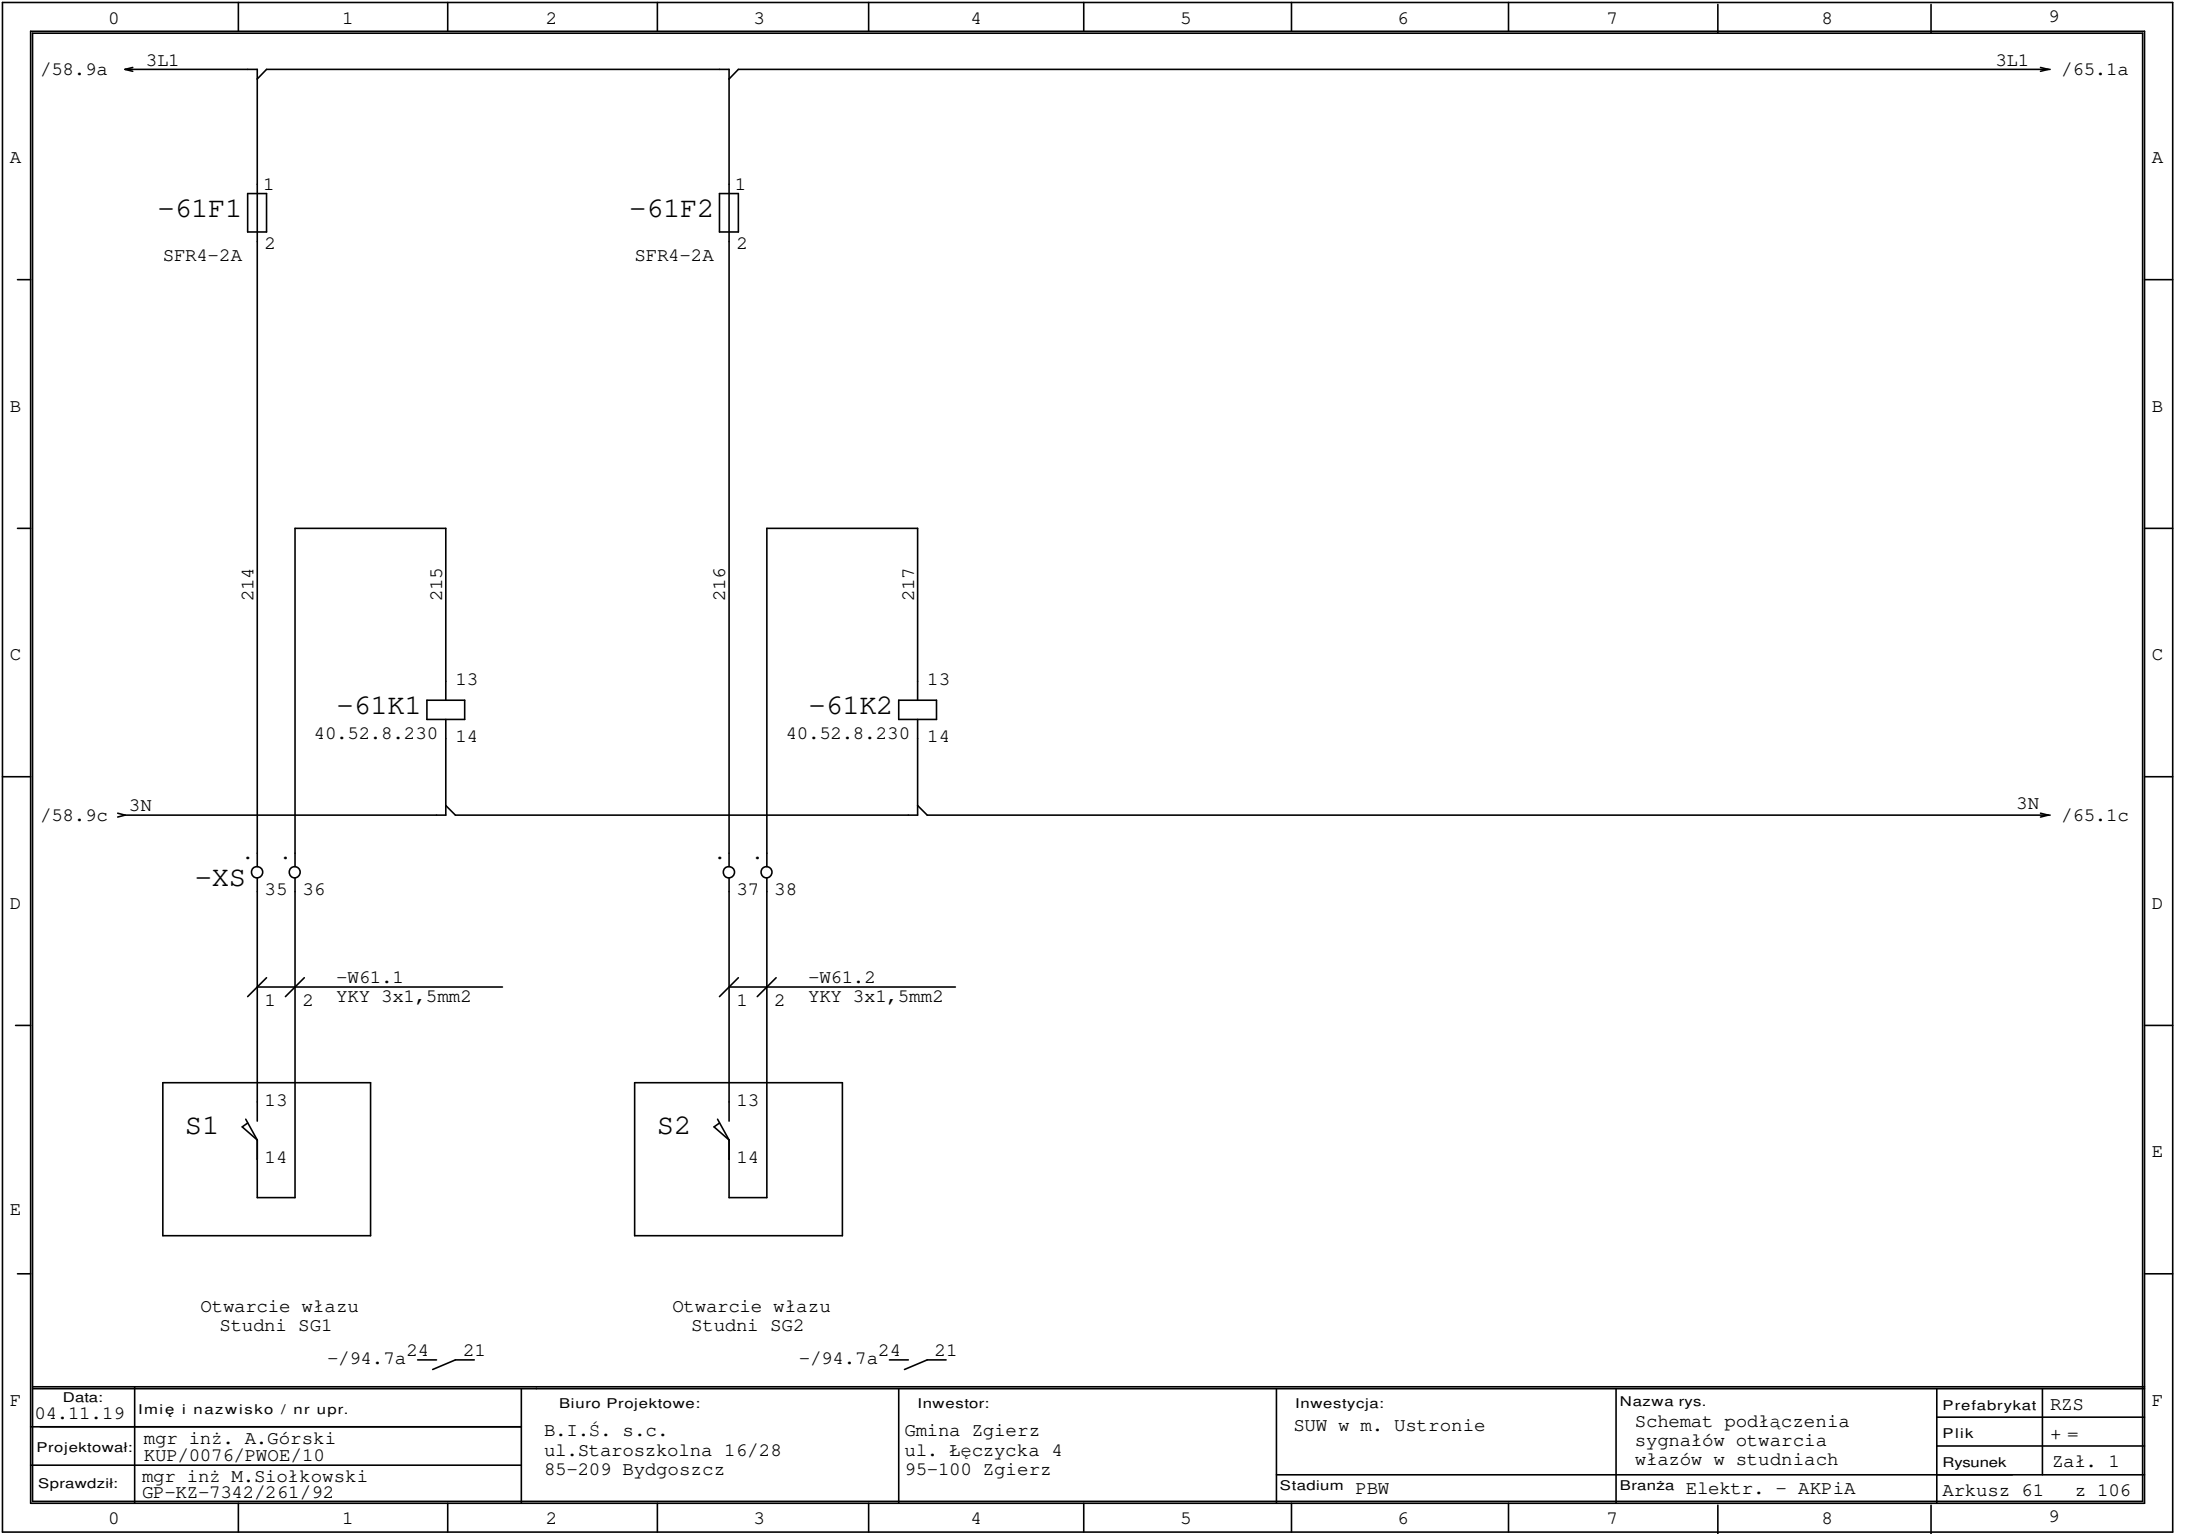 0 1 2 3 4 5 6 7 8 9
/58.9a 3L1 3L1 /65.1a
A A
1 1
-61F1 -61F2
2 2
SFR4-2A SFR4-2A
B B
214 215 216 217
C C
13 13
-61K1 -61K2
40.52.8.230 14 40.52.8.230 14
/58.9c 3N 3N /65.1c
-XS 35 36 37 38
D D
-W61.1 -W61.2
1 2 YKY 3x1,5mm2 1 2 YKY 3x1,5mm2
13 13
S1 S2
14 14
E E
Otwarcie włazu Otwarcie włazu
Studni SG1 Studni SG2
-/94.7a 24 21 -/94.7a 24 21
F F
Data:
04.11.19
Imię i nazwisko / nr upr.
Projektował:
mgr inż. A.Górski
KUP/0076/PWOE/10
Sprawdził:
mgr inż M.Siołkowski
GP-KZ-7342/261/92
Biuro Projektowe:
B.I.Ś. s.c.
ul.Staroszkolna 16/28
85-209 Bydgoszcz
Inwestor:
Gmina Zgierz
ul. Łęczycka 4
95-100 Zgierz
Inwestycja:
SUW w m. Ustronie
Stadium PBW
Nazwa rys.
Schemat podłączenia
sygnałów otwarcia
włazów w studniach
Branża Elektr. - AKPiA
Prefabrykat RZS
Plik + =
Rysunek Zał. 1
Arkusz 61 z 106
0 1 2 3 4 5 6 7 8 9